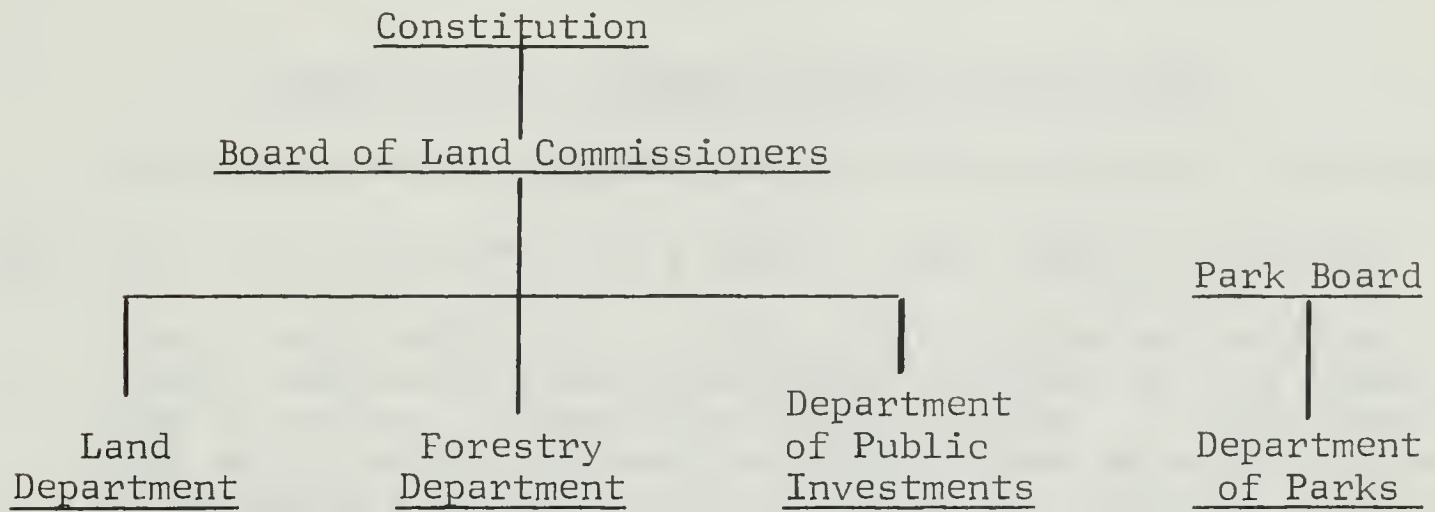 Constitution
Board of Land Commissioners
Park Board
Land
Department
Forestry
Department
Department
of Public
Investments
Department
of Parks